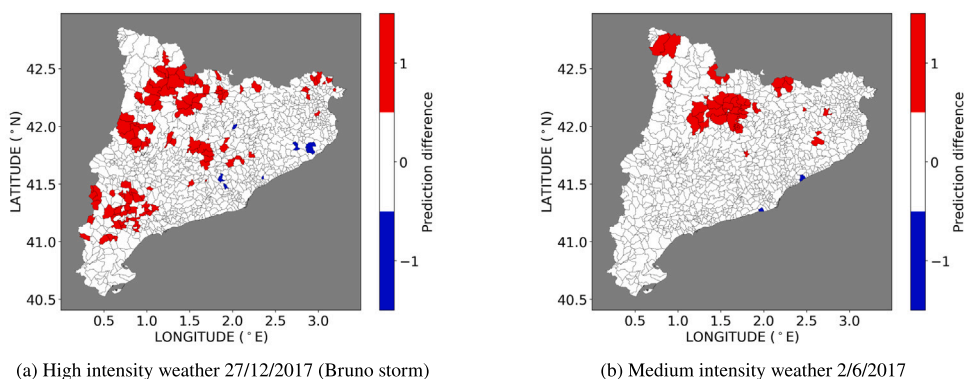 42.5
42.0
41.5
41.0
40.5
LATITUDE (°N)
0.5 1.0 1.5 2.0 2.5 3.0
LONGITUDE (°E)
1
0
−1
Prediction difference
(a) High intensity weather 27/12/2017 (Bruno storm)
42.5
42.0
41.5
41.0
40.5
LATITUDE (°N)
0.5 1.0 1.5 2.0 2.5 3.0
LONGITUDE (°E)
1
0
−1
Prediction difference
(b) Medium intensity weather 2/6/2017